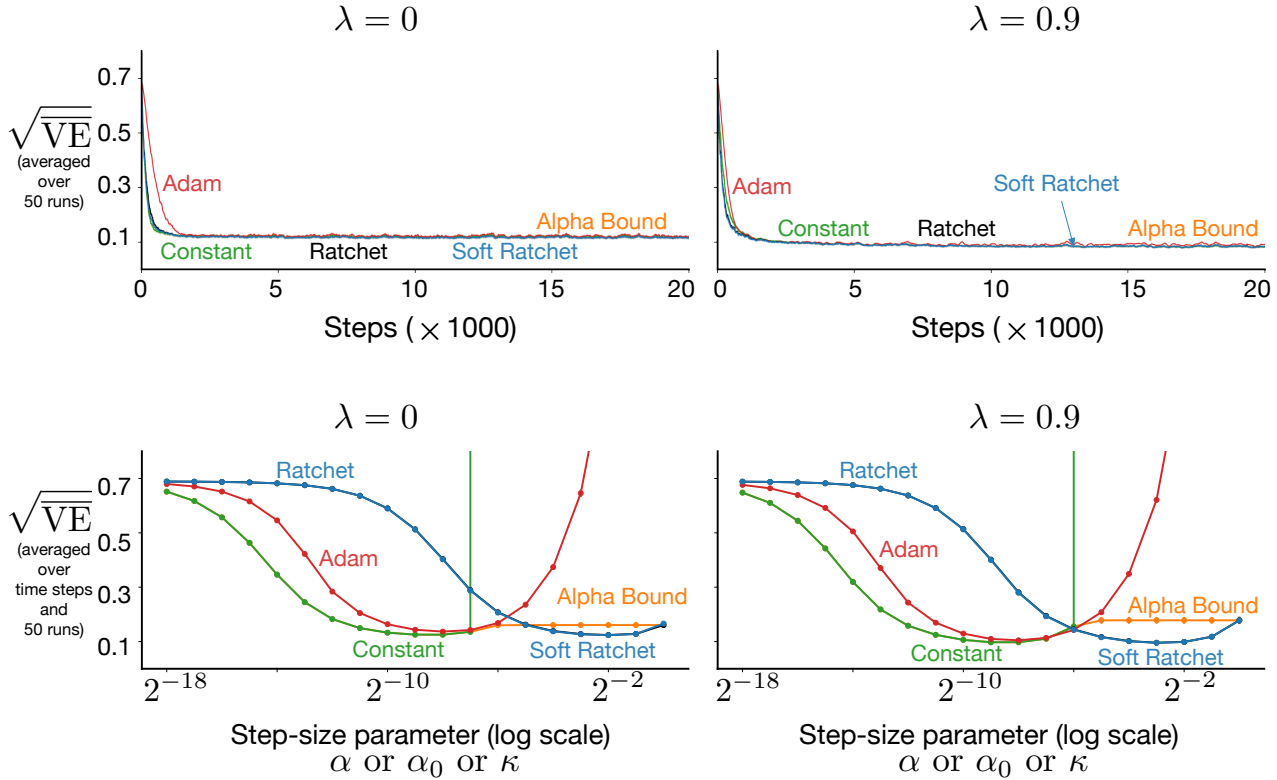 λ = 0
λ = 0.9
0.7
0.5
0.3
0.1
√VE
(averaged
over
50 runs)
Adam
Constant
Ratchet
Soft Ratchet
Alpha Bound
0
5
10
15
20
Steps ( × 1000)
Adam
Constant
Ratchet
Soft Ratchet
Alpha Bound
0
5
10
15
20
Steps ( × 1000)
λ = 0
λ = 0.9
0.7
0.5
0.3
0.1
√VE
(averaged
over
time steps
and
50 runs)
Ratchet
Adam
Alpha Bound
Constant
Soft Ratchet
2⁻¹⁸
2⁻¹⁰
2⁻²
Step-size parameter (log scale)
α or α₀ or κ
Ratchet
Adam
Alpha Bound
Constant
Soft Ratchet
2⁻¹⁸
2⁻¹⁰
2⁻²
Step-size parameter (log scale)
α or α₀ or κ